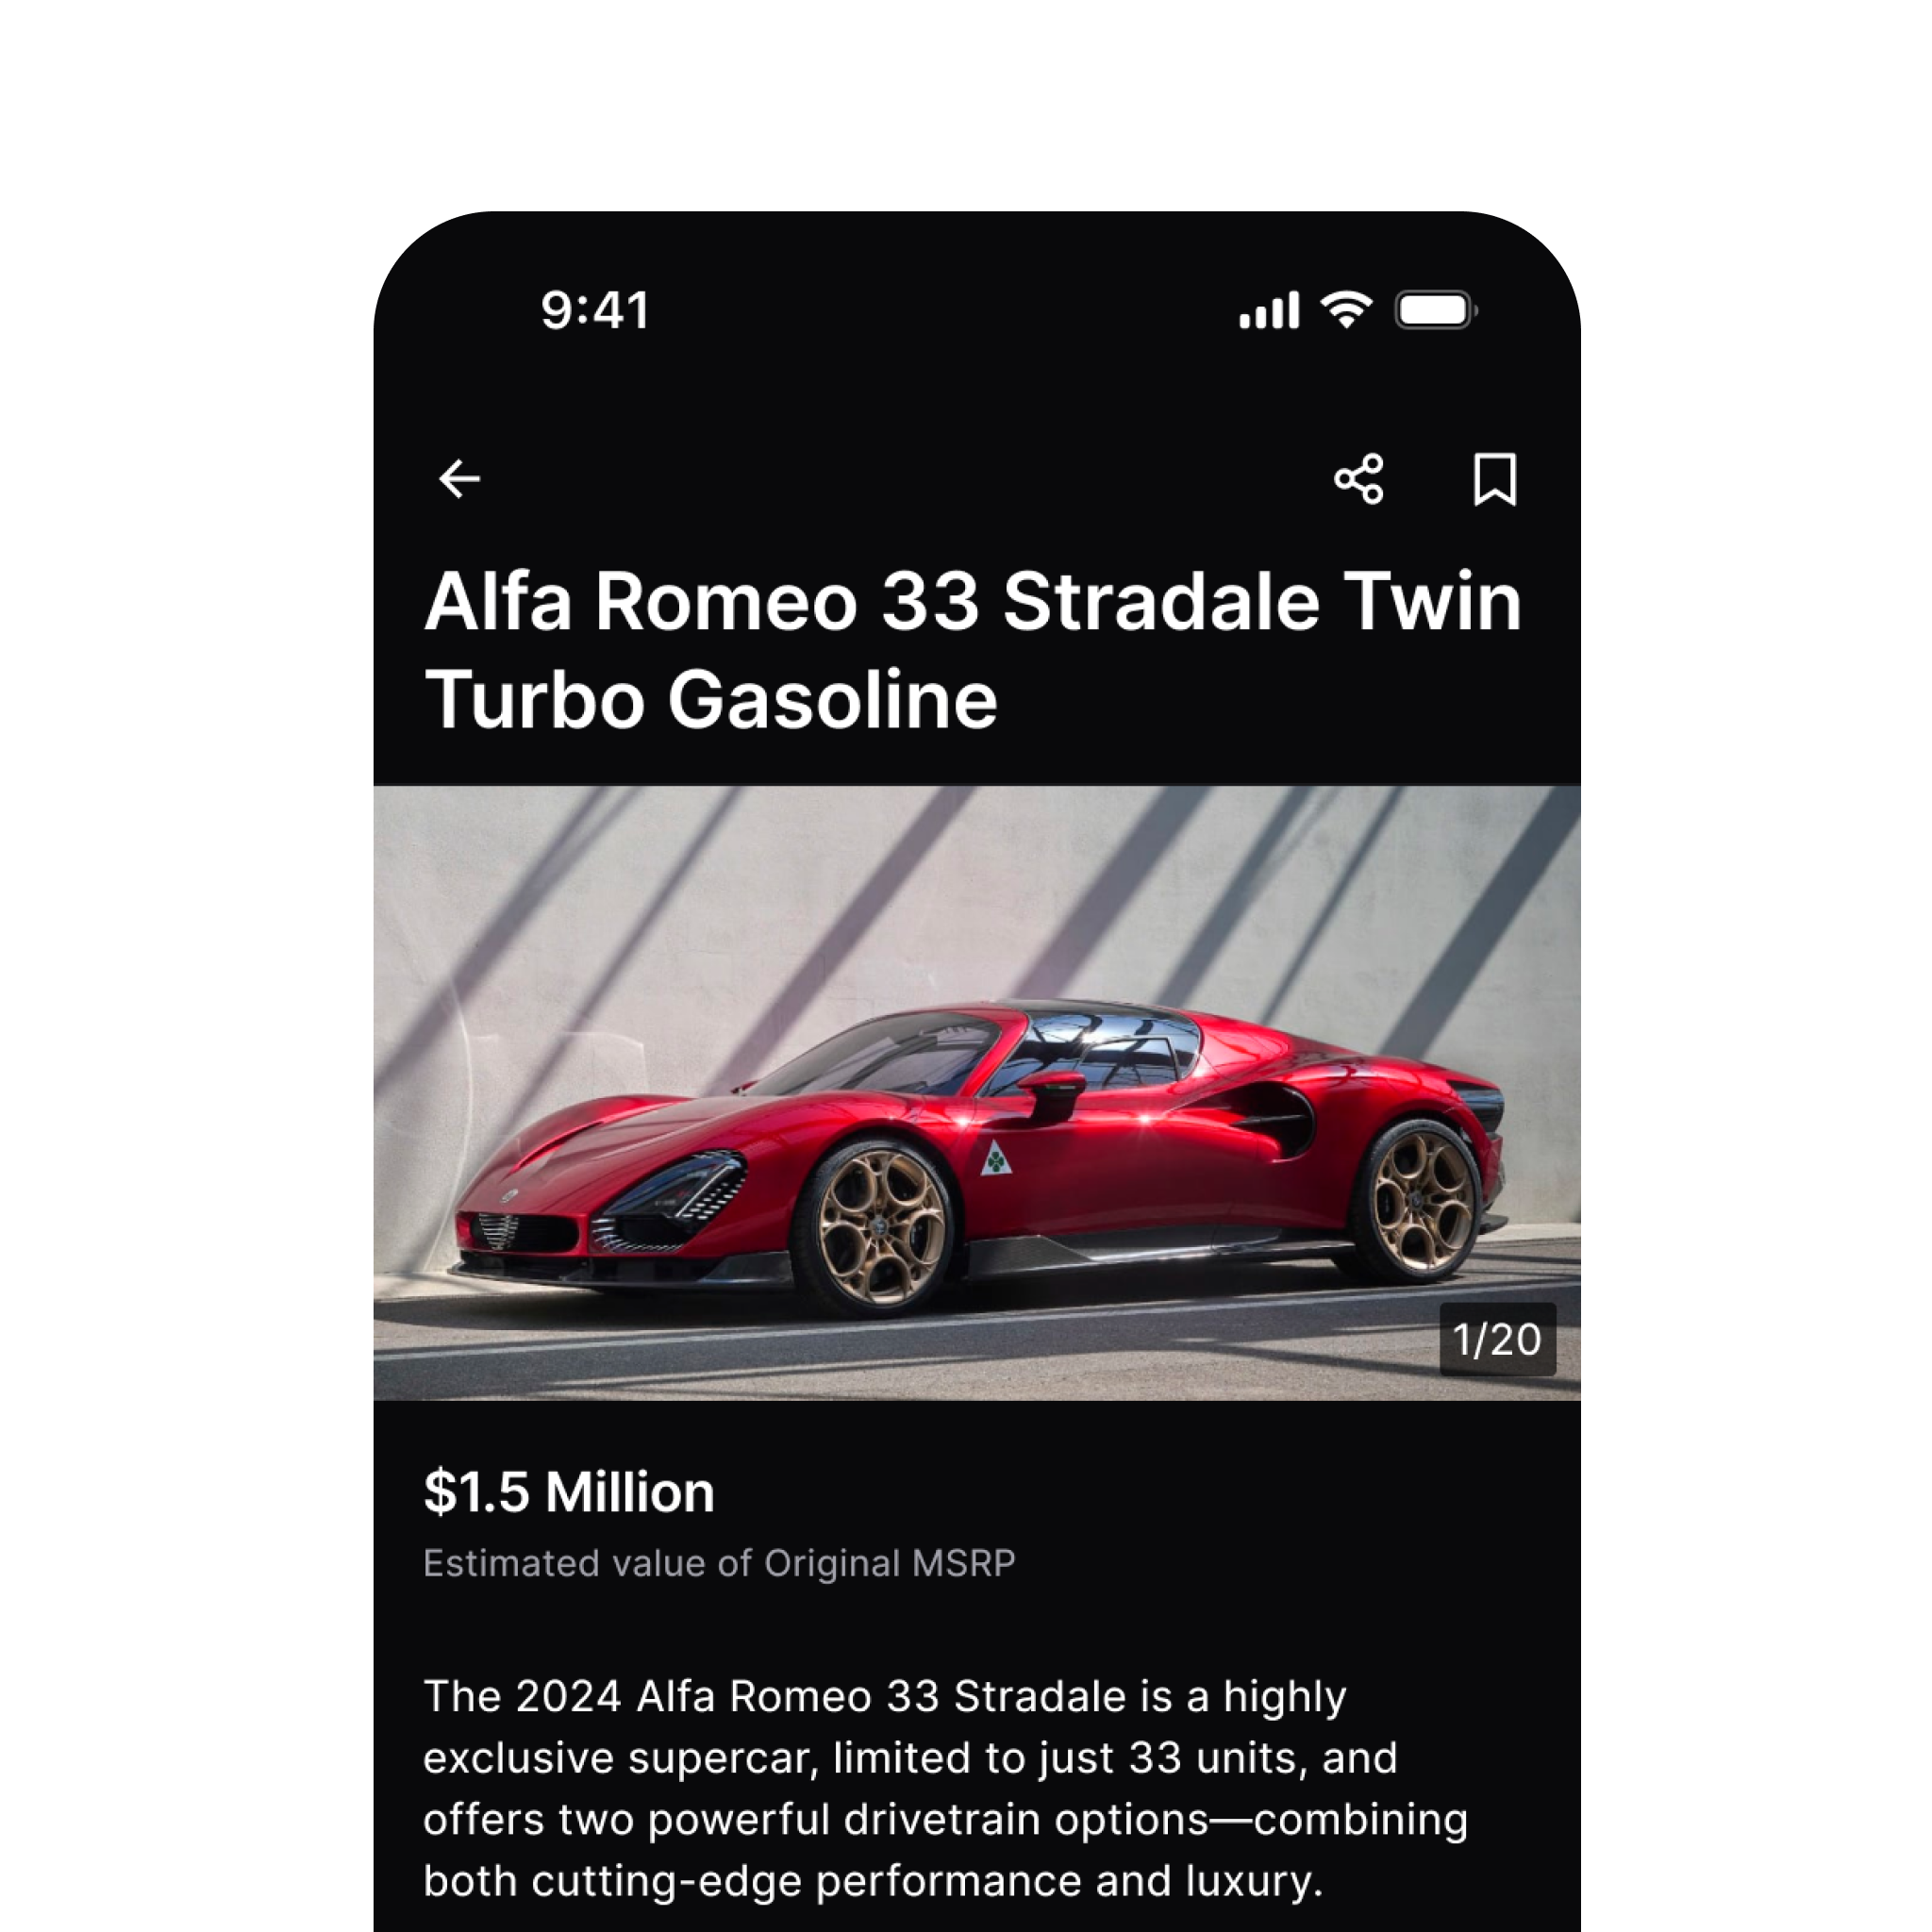 9:41
Alfa Romeo 33 Stradale Twin
Turbo Gasoline
1/20
$1.5 Million
Estimated value of Original MSRP
The 2024 Alfa Romeo 33 Stradale is a highly
exclusive supercar, limited to just 33 units, and
offers two powerful drivetrain options—combining
both cutting-edge performance and luxury.